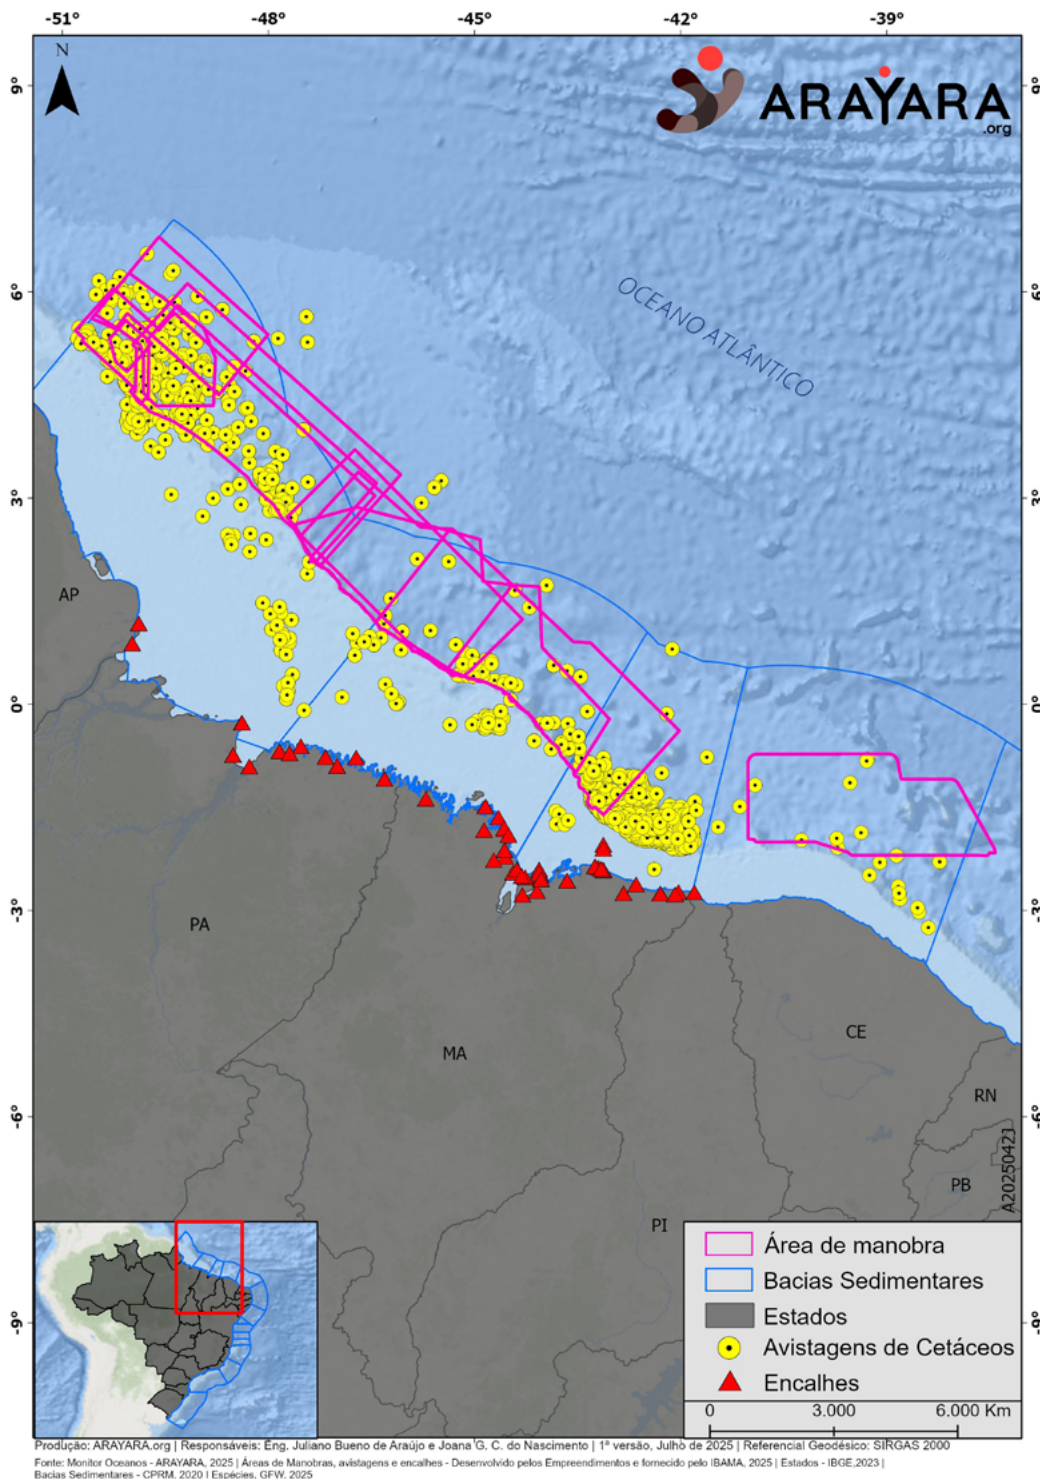 -51° -48° -45° -42° -39°
N
ARAYARA
.org
9° 9°
6° 6°
OCEANO ATLÂNTICO
3° 3°
AP
0° 0°
-3° -3°
PA
MA
CE
RN
-6° -6°
PB
A20250421
PI
Área de manobra
Bacias Sedimentares
Estados
Avistagens de Cetáceos
Encalhes
-9° -9°
0 3.000 6.000 Km
Produção: ARAYARA.org | Responsáveis: Eng. Juliano Bueno de Araújo e Joana G. C. do Nascimento | 1ª versão, Julho de 2025 | Referencial Geodésico: SIRGAS 2000
Fonte: Monitor Oceanos - ARAYARA, 2025 | Áreas de Manobras, avistagens e encalhes - Desenvolvido pelos Empreendimentos e fornecido pelo IBAMA, 2025 | Estados - IBGE,2023 |
Bacias Sedimentares - CPRM, 2020 | Espécies, GFW, 2025